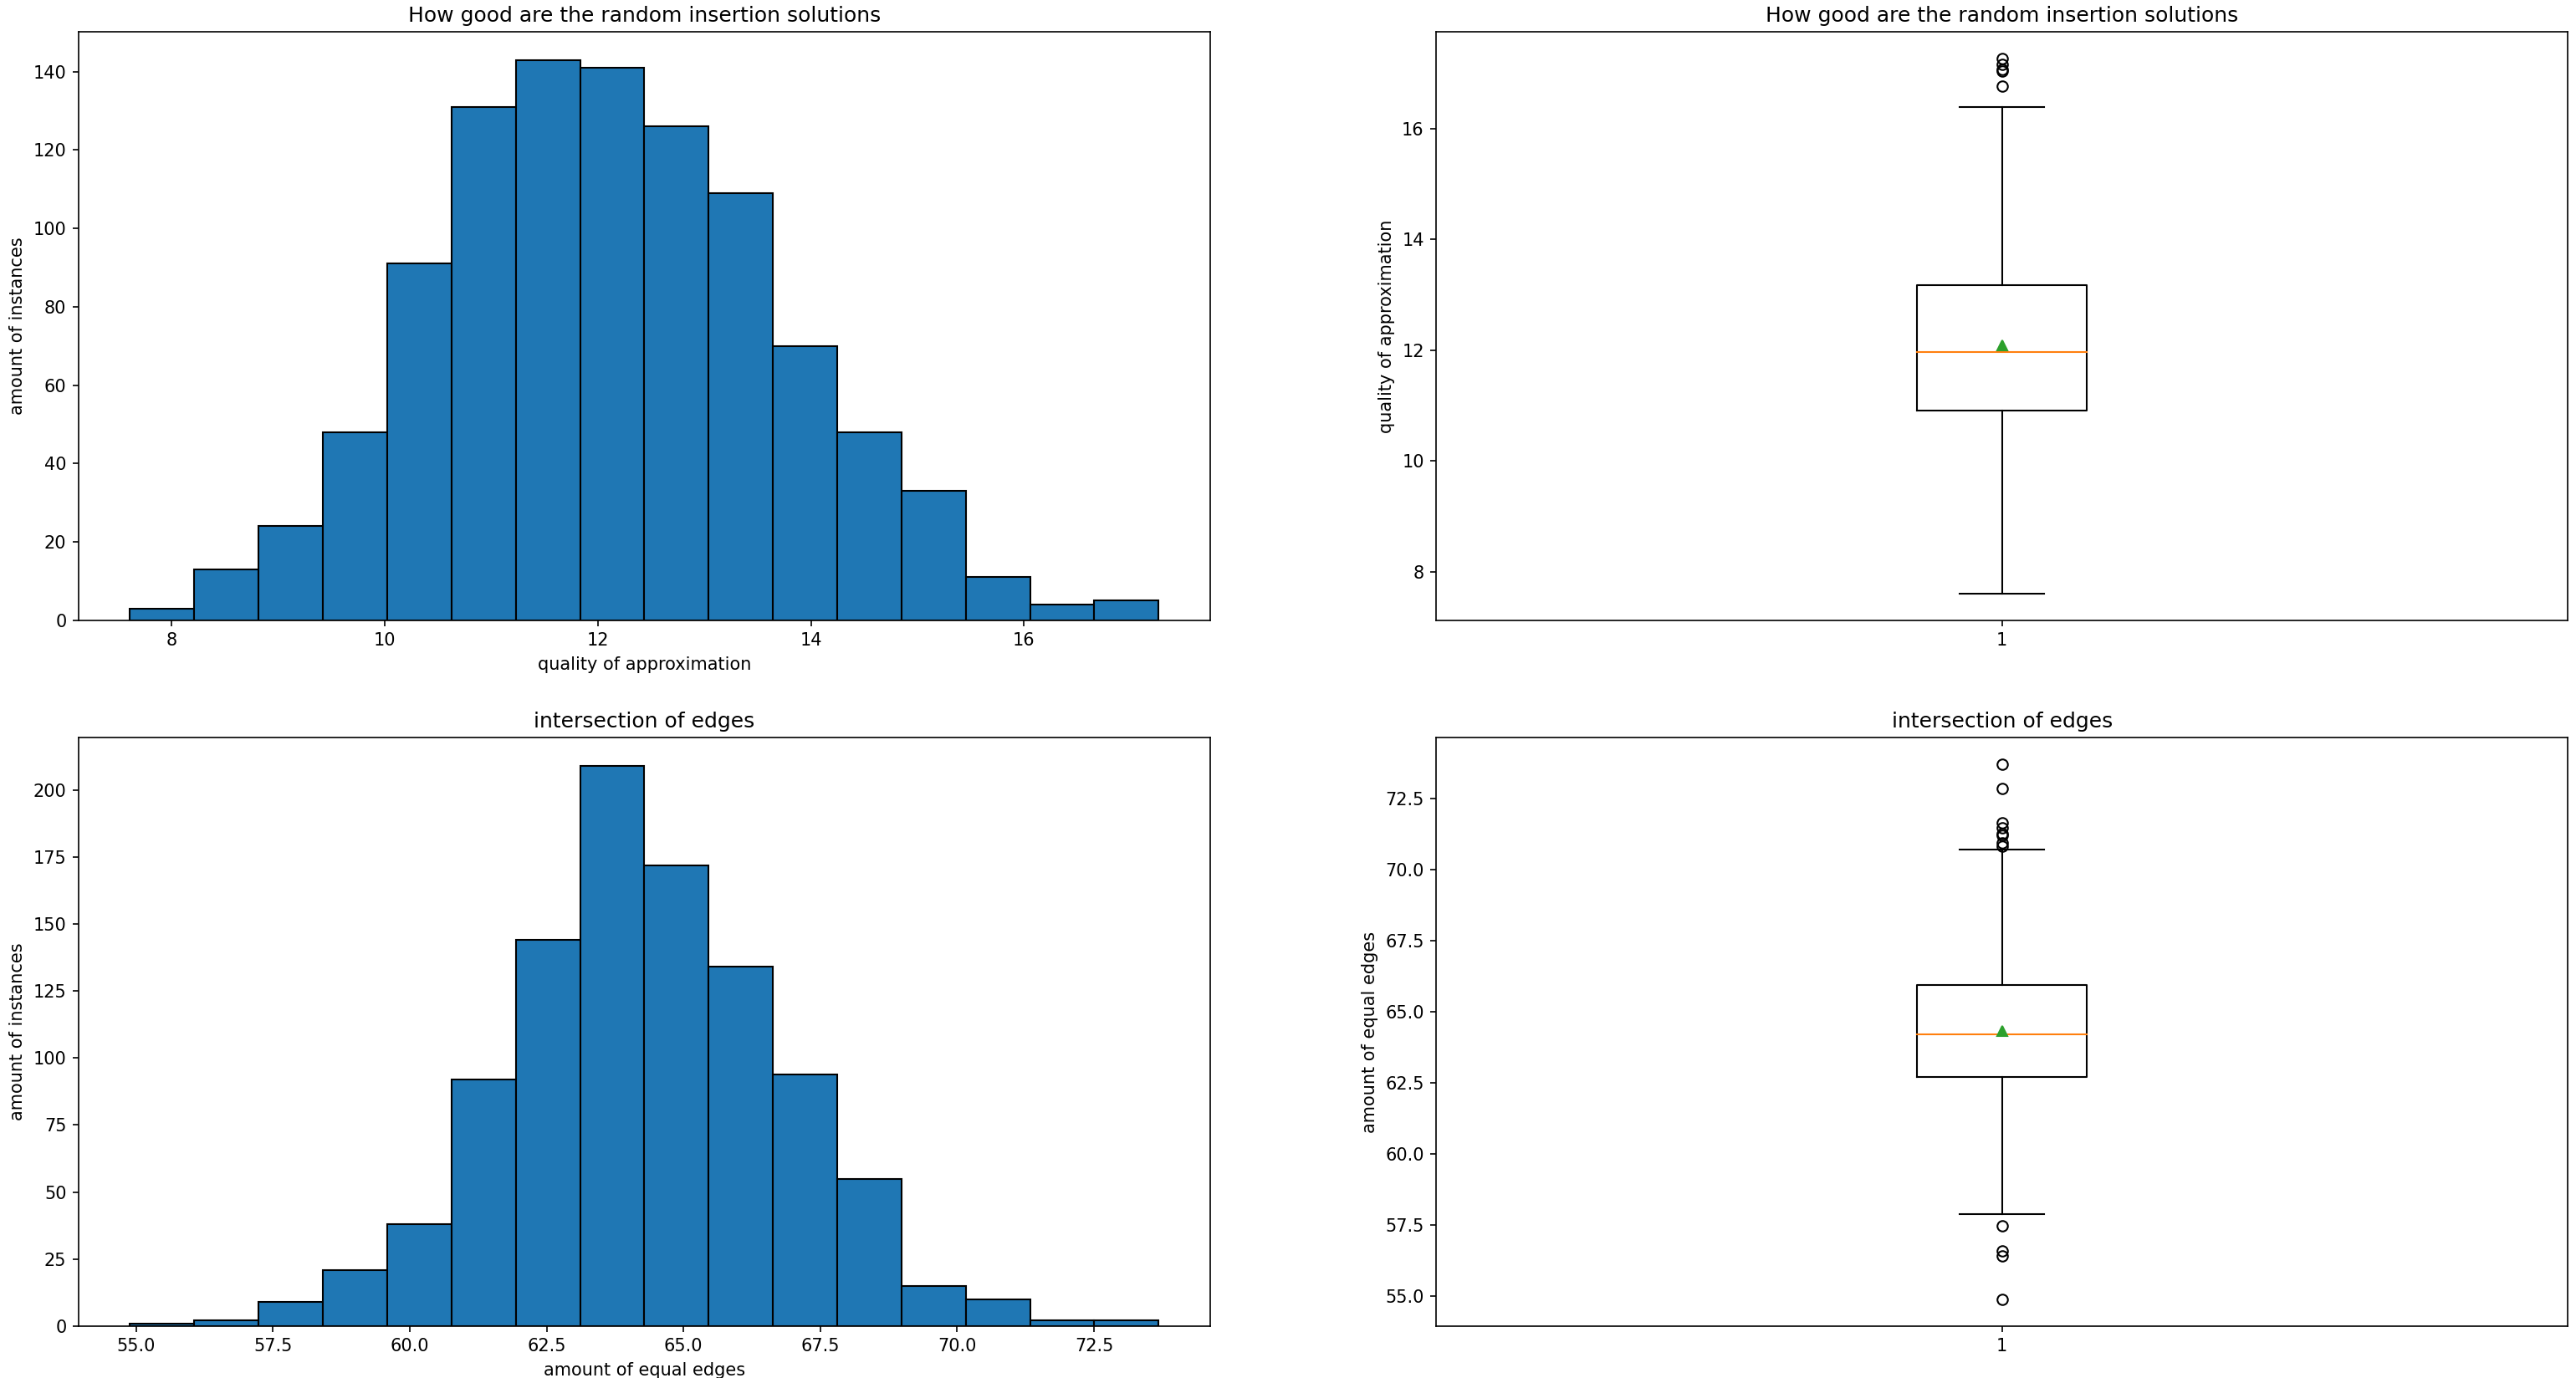 How good are the random insertion solutions
amount of instances
140
120
100
80
60
40
20
0
8 10 12 14 16
quality of approximation
How good are the random insertion solutions
quality of approximation
16
14
12
10
8
1
intersection of edges
amount of instances
200
175
150
125
100
75
50
25
0
55.0 57.5 60.0 62.5 65.0 67.5 70.0 72.5
amount of equal edges
intersection of edges
amount of equal edges
72.5
70.0
67.5
65.0
62.5
60.0
57.5
55.0
1